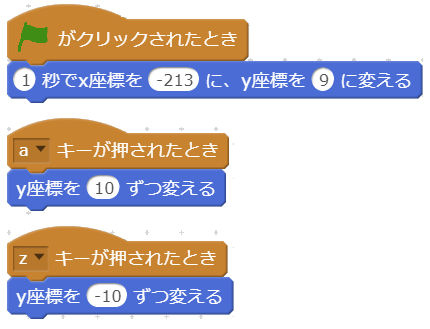 がクリックされたとき
1 秒でx座標を -213 に、y座標を 9 に変える
a キーが押されたとき
y座標を 10 ずつ変える
z キーが押されたとき
y座標を -10 ずつ変える